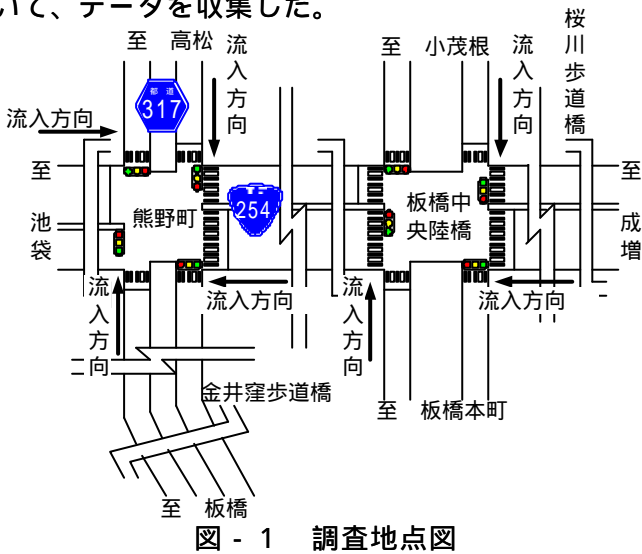 いて、データを収集した。
至 高松
流入方向
至 小茂根
流入方向
桜川歩道橋
都道
317
流入方向
至
池袋
熊野町
254
板橋中
央陸橋
至
成増
流入方向
流入方向
流入方向
流入方向
金井窪歩道橋
至 板橋本町
至 板橋
図 - 1 調査地点図